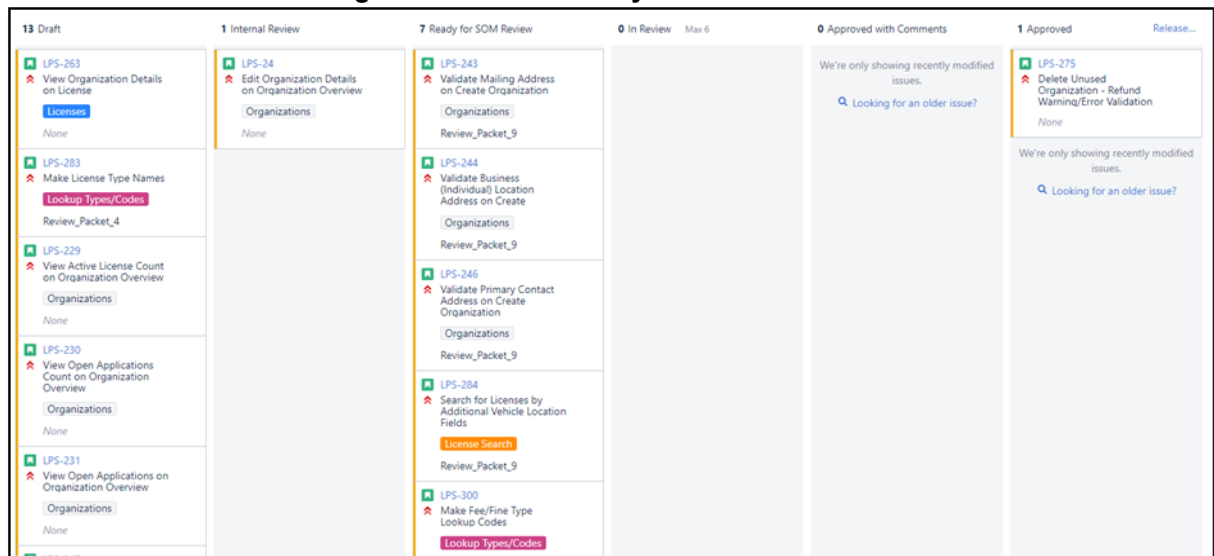 13 Draft
LPS-263
View Organization Details
on License
Licenses
None
LPS-283
Make License Type Names
Lookup Types/Codes
Review_Packet_4
LPS-229
View Active License Count
on Organization Overview
Organizations
None
LPS-230
View Open Applications
Count on Organization
Overview
Organizations
None
LPS-231
View Open Applications on
Organization Overview
Organizations
None
1 Internal Review
LPS-24
Edit Organization Details
on Organization Overview
Organizations
None
7 Ready for SOM Review
LPS-243
Validate Mailing Address
on Create Organization
Organizations
Review_Packet_9
LPS-244
Validate Business
(Individual) Location
Address on Create
Organizations
Review_Packet_9
LPS-246
Validate Primary Contact
Address on Create
Organization
Organizations
Review_Packet_9
LPS-284
Search for Licenses by
Additional Vehicle Location
Fields
License Search
Review_Packet_9
LPS-300
Make Fee/Fine Type
Lookup Codes
Lookup Types/Codes
0 In Review Max 6
0 Approved with Comments
We're only showing recently modified
issues.
Looking for an older issue?
1 Approved Release...
LPS-275
Delete Unused
Organization - Refund
Warning/Error Validation
None
We're only showing recently modified
issues.
Looking for an older issue?